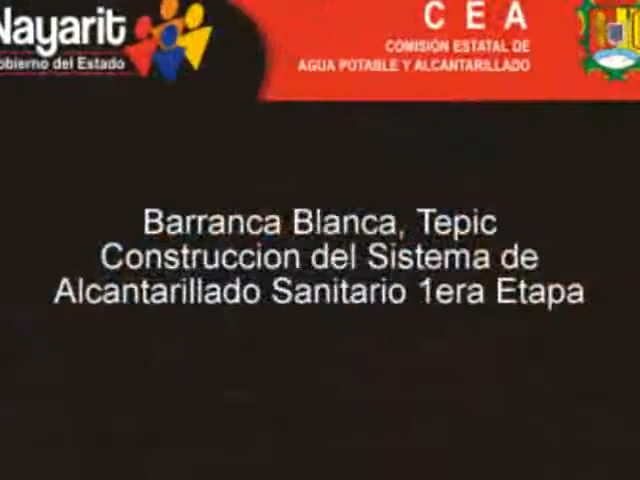 Nayarit
obierno del Estado
C E A
COMISIÓN ESTATAL DE
AGUA POTABLE Y ALCANTARILLADO
Barranca Blanca, Tepic
Construccion del Sistema de
Alcantarillado Sanitario 1era Etapa